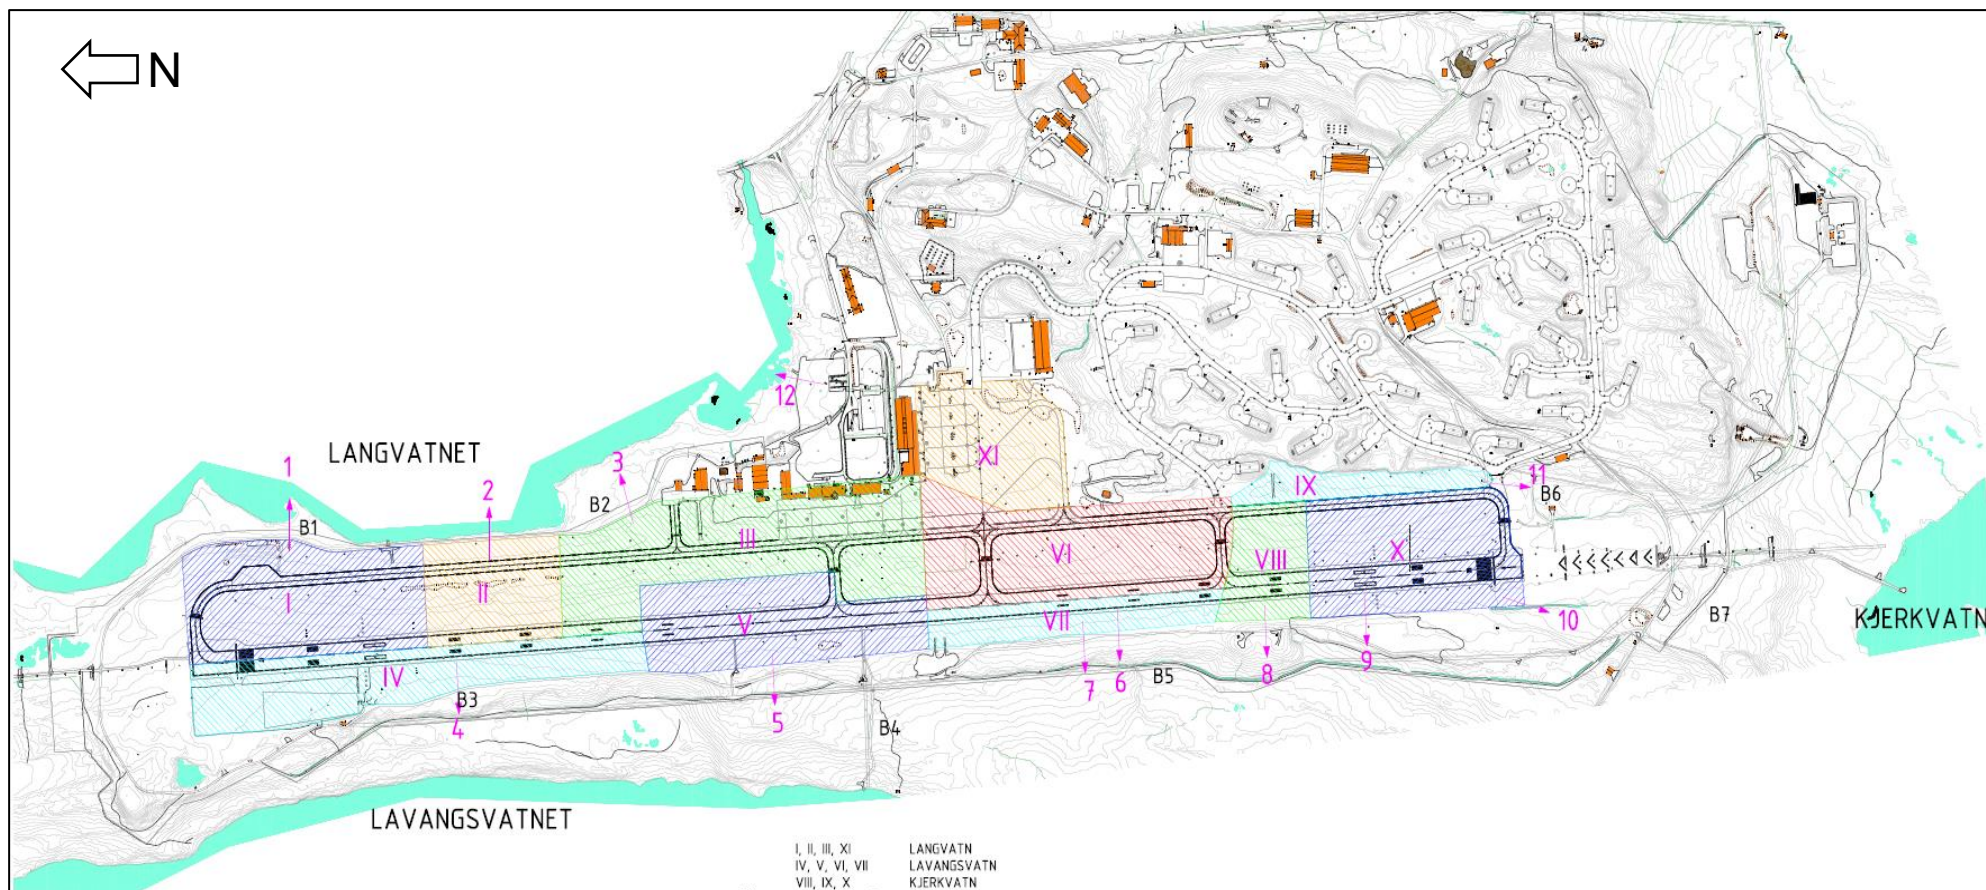 N
12
LANGVATNET
1
2
3
B1
B2
XI
IX
11
B6
III
VI
VIII
X
I
II
V
VII
10
B7
KJERKVATN
IV
B3
4
5
B4
7
6
B5
8
9
LAVANGSVATNET
I, II, III, XI LANGVATN
IV, V, VI, VII LAVANGSVATN
VIII, IX, X KJERKVATN